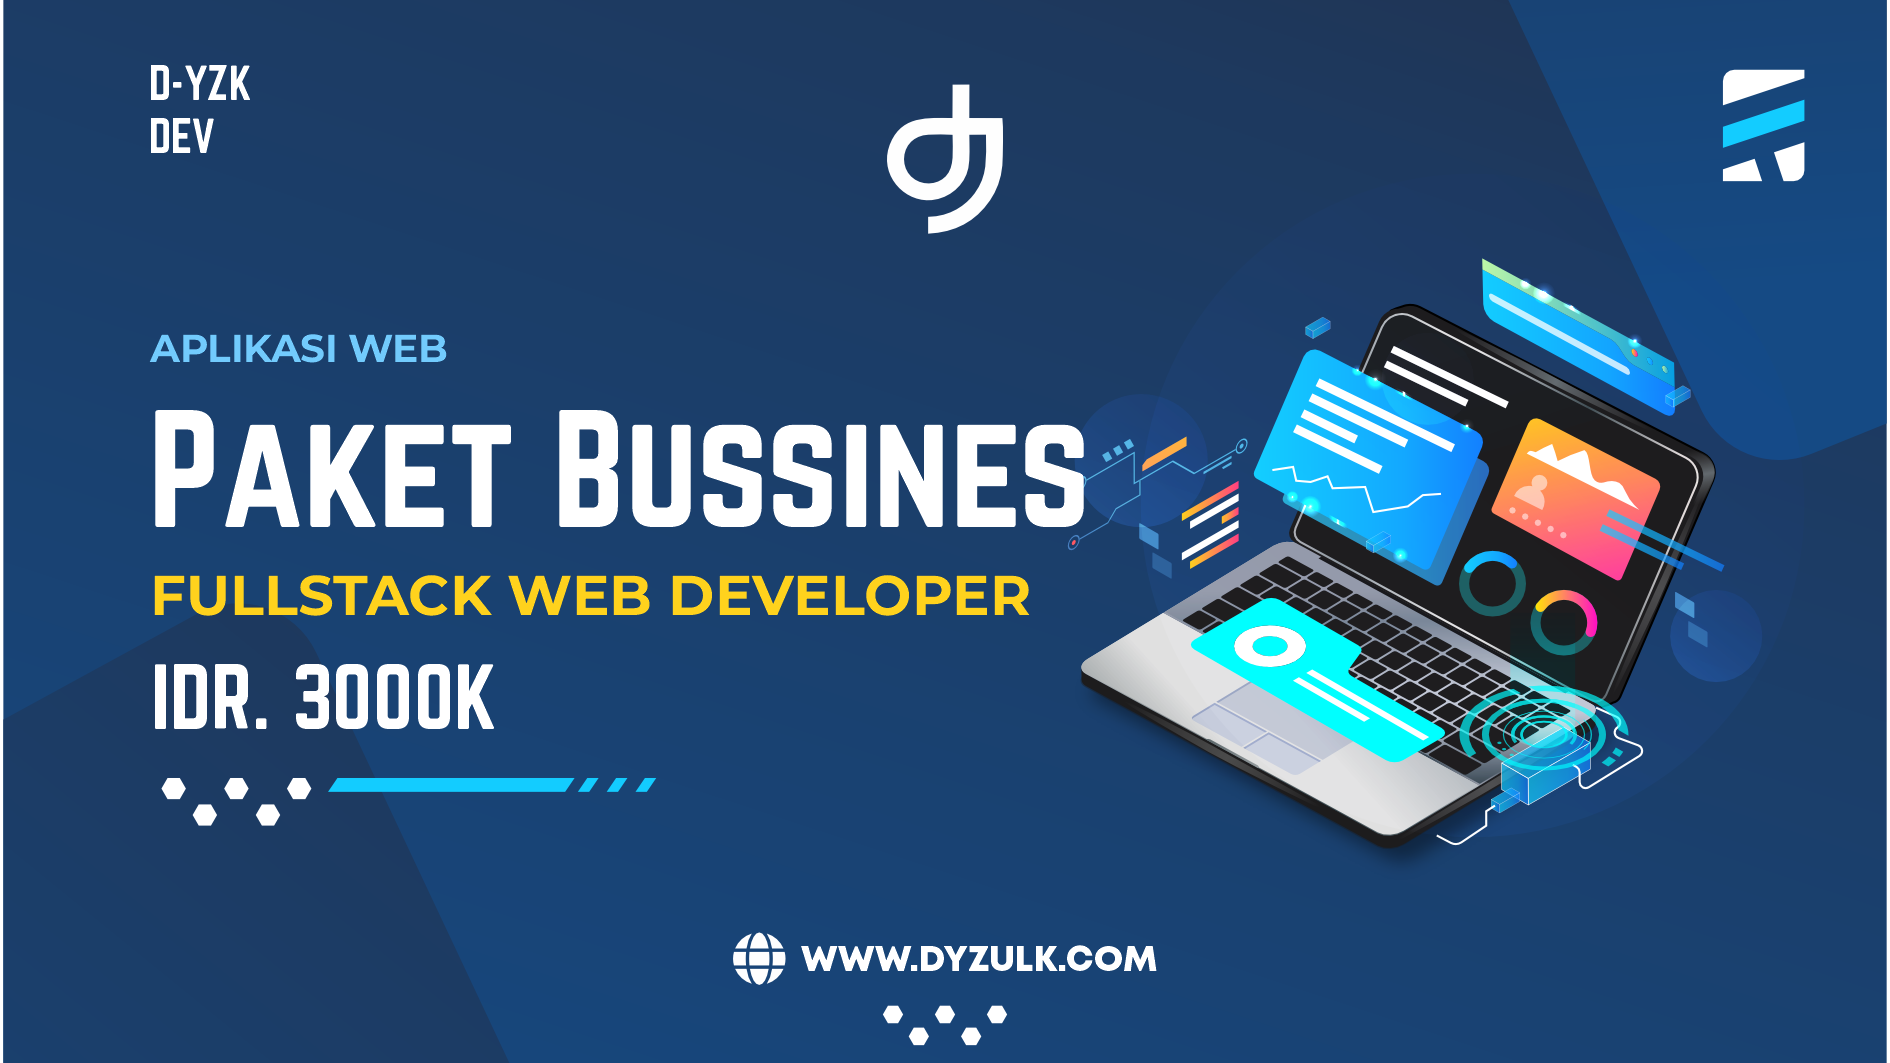 D-YZK
DEV
APLIKASI WEB
PAKET BUSSINES
FULLSTACK WEB DEVELOPER
IDR. 3000K
WWW.DYZULK.COM